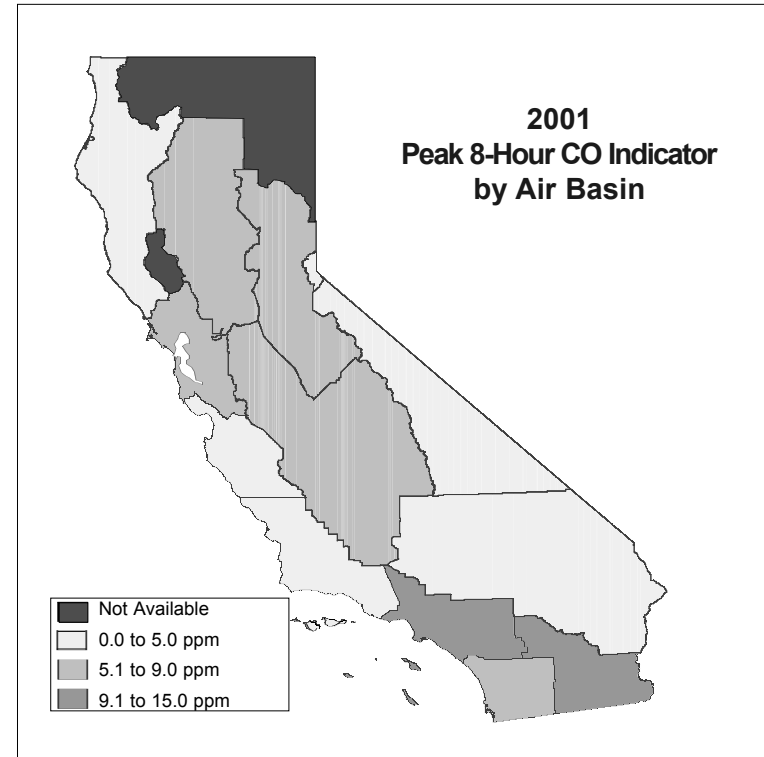 2001
Peak 8-Hour CO Indicator
by Air Basin
Not Available
0.0 to 5.0 ppm
5.1 to 9.0 ppm
9.1 to 15.0 ppm